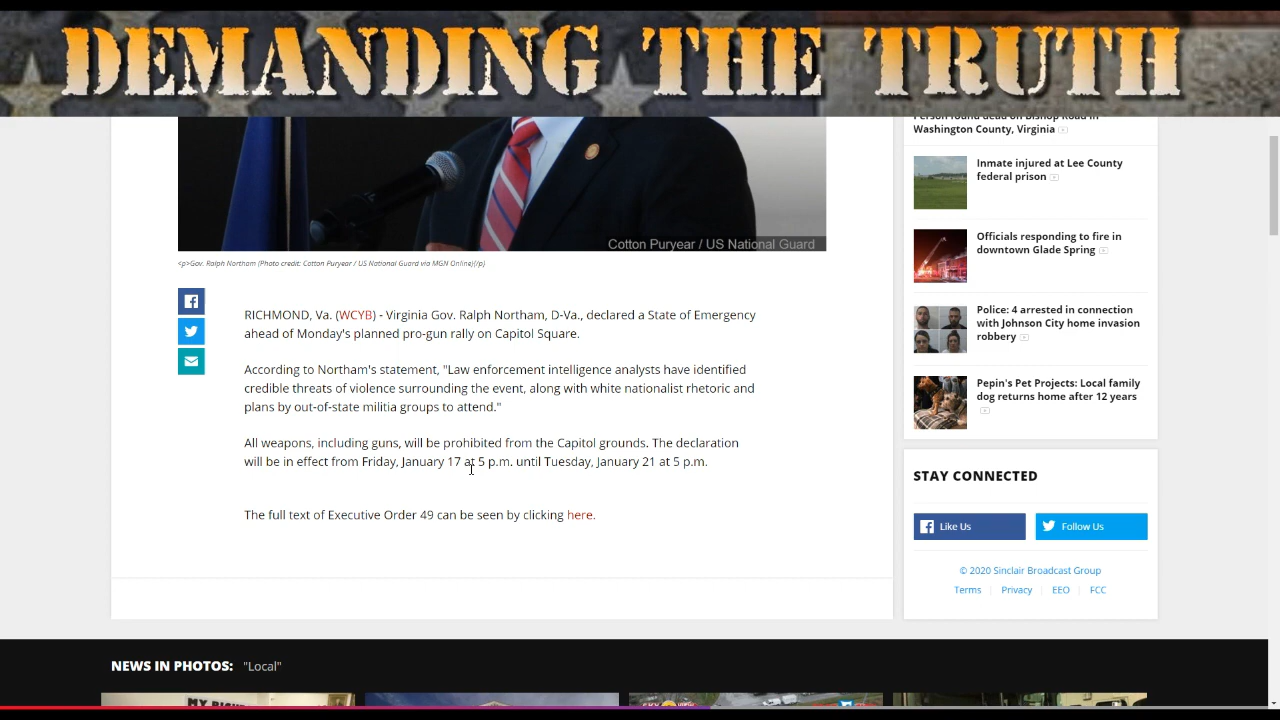 DEMANDING THE TRUTH
Cotton Puryear / US National Guard
<p>Gov. Ralph Northam (Photo credit: Cotton Puryear / US National Guard via MGN Online)(/p)
RICHMOND, Va. (WCYB) - Virginia Gov. Ralph Northam, D-Va., declared a State of Emergency
ahead of Monday's planned pro-gun rally on Capitol Square.
According to Northam's statement, "Law enforcement intelligence analysts have identified
credible threats of violence surrounding the event, along with white nationalist rhetoric and
plans by out-of-state militia groups to attend."
All weapons, including guns, will be prohibited from the Capitol grounds. The declaration
will be in effect from Friday, January 17 at 5 p.m. until Tuesday, January 21 at 5 p.m.
The full text of Executive Order 49 can be seen by clicking here.
Person found dead on Bishop Road in
Washington County, Virginia
Inmate injured at Lee County
federal prison
Officials responding to fire in
downtown Glade Spring
Police: 4 arrested in connection
with Johnson City home invasion
robbery
Pepin's Pet Projects: Local family
dog returns home after 12 years
STAY CONNECTED
Like Us
Follow Us
© 2020 Sinclair Broadcast Group
Terms
Privacy
EEO
FCC
NEWS IN PHOTOS: "Local"